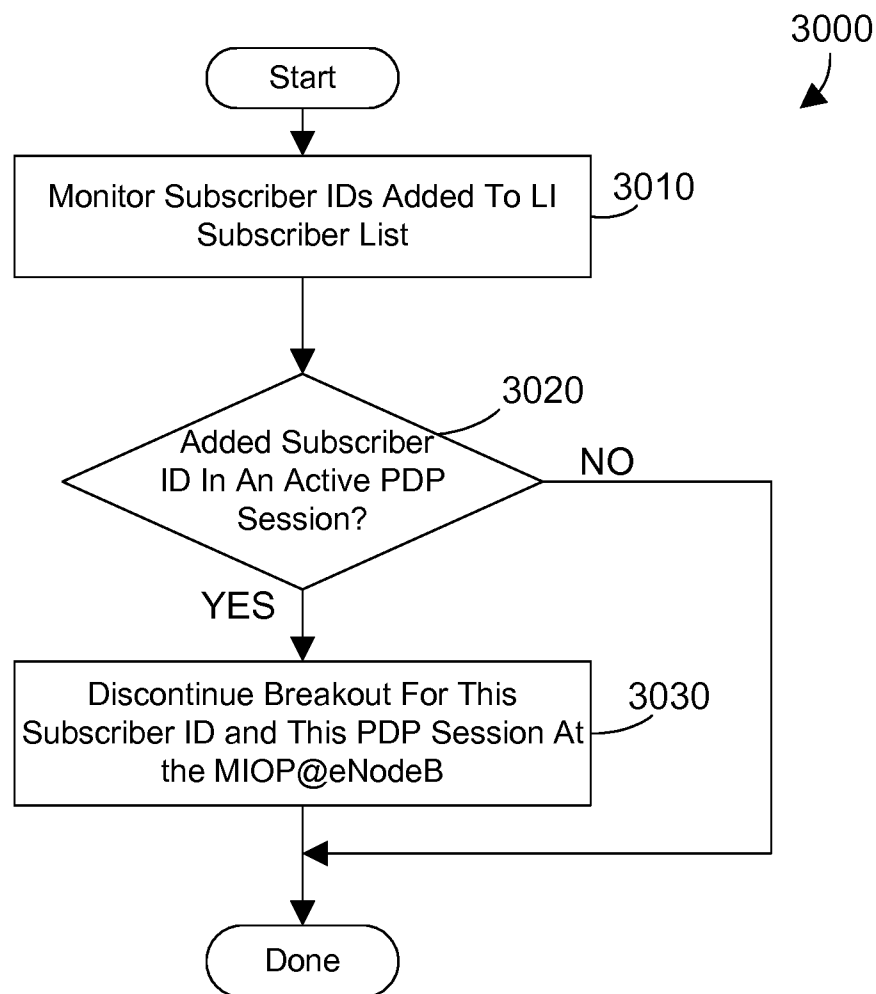 3000
Start
Monitor Subscriber IDs Added To LI
Subscriber List
3010
3020
Added Subscriber
ID In An Active PDP
Session?
NO
YES
Discontinue Breakout For This
Subscriber ID and This PDP Session At
the MIOP@eNodeB
3030
Done